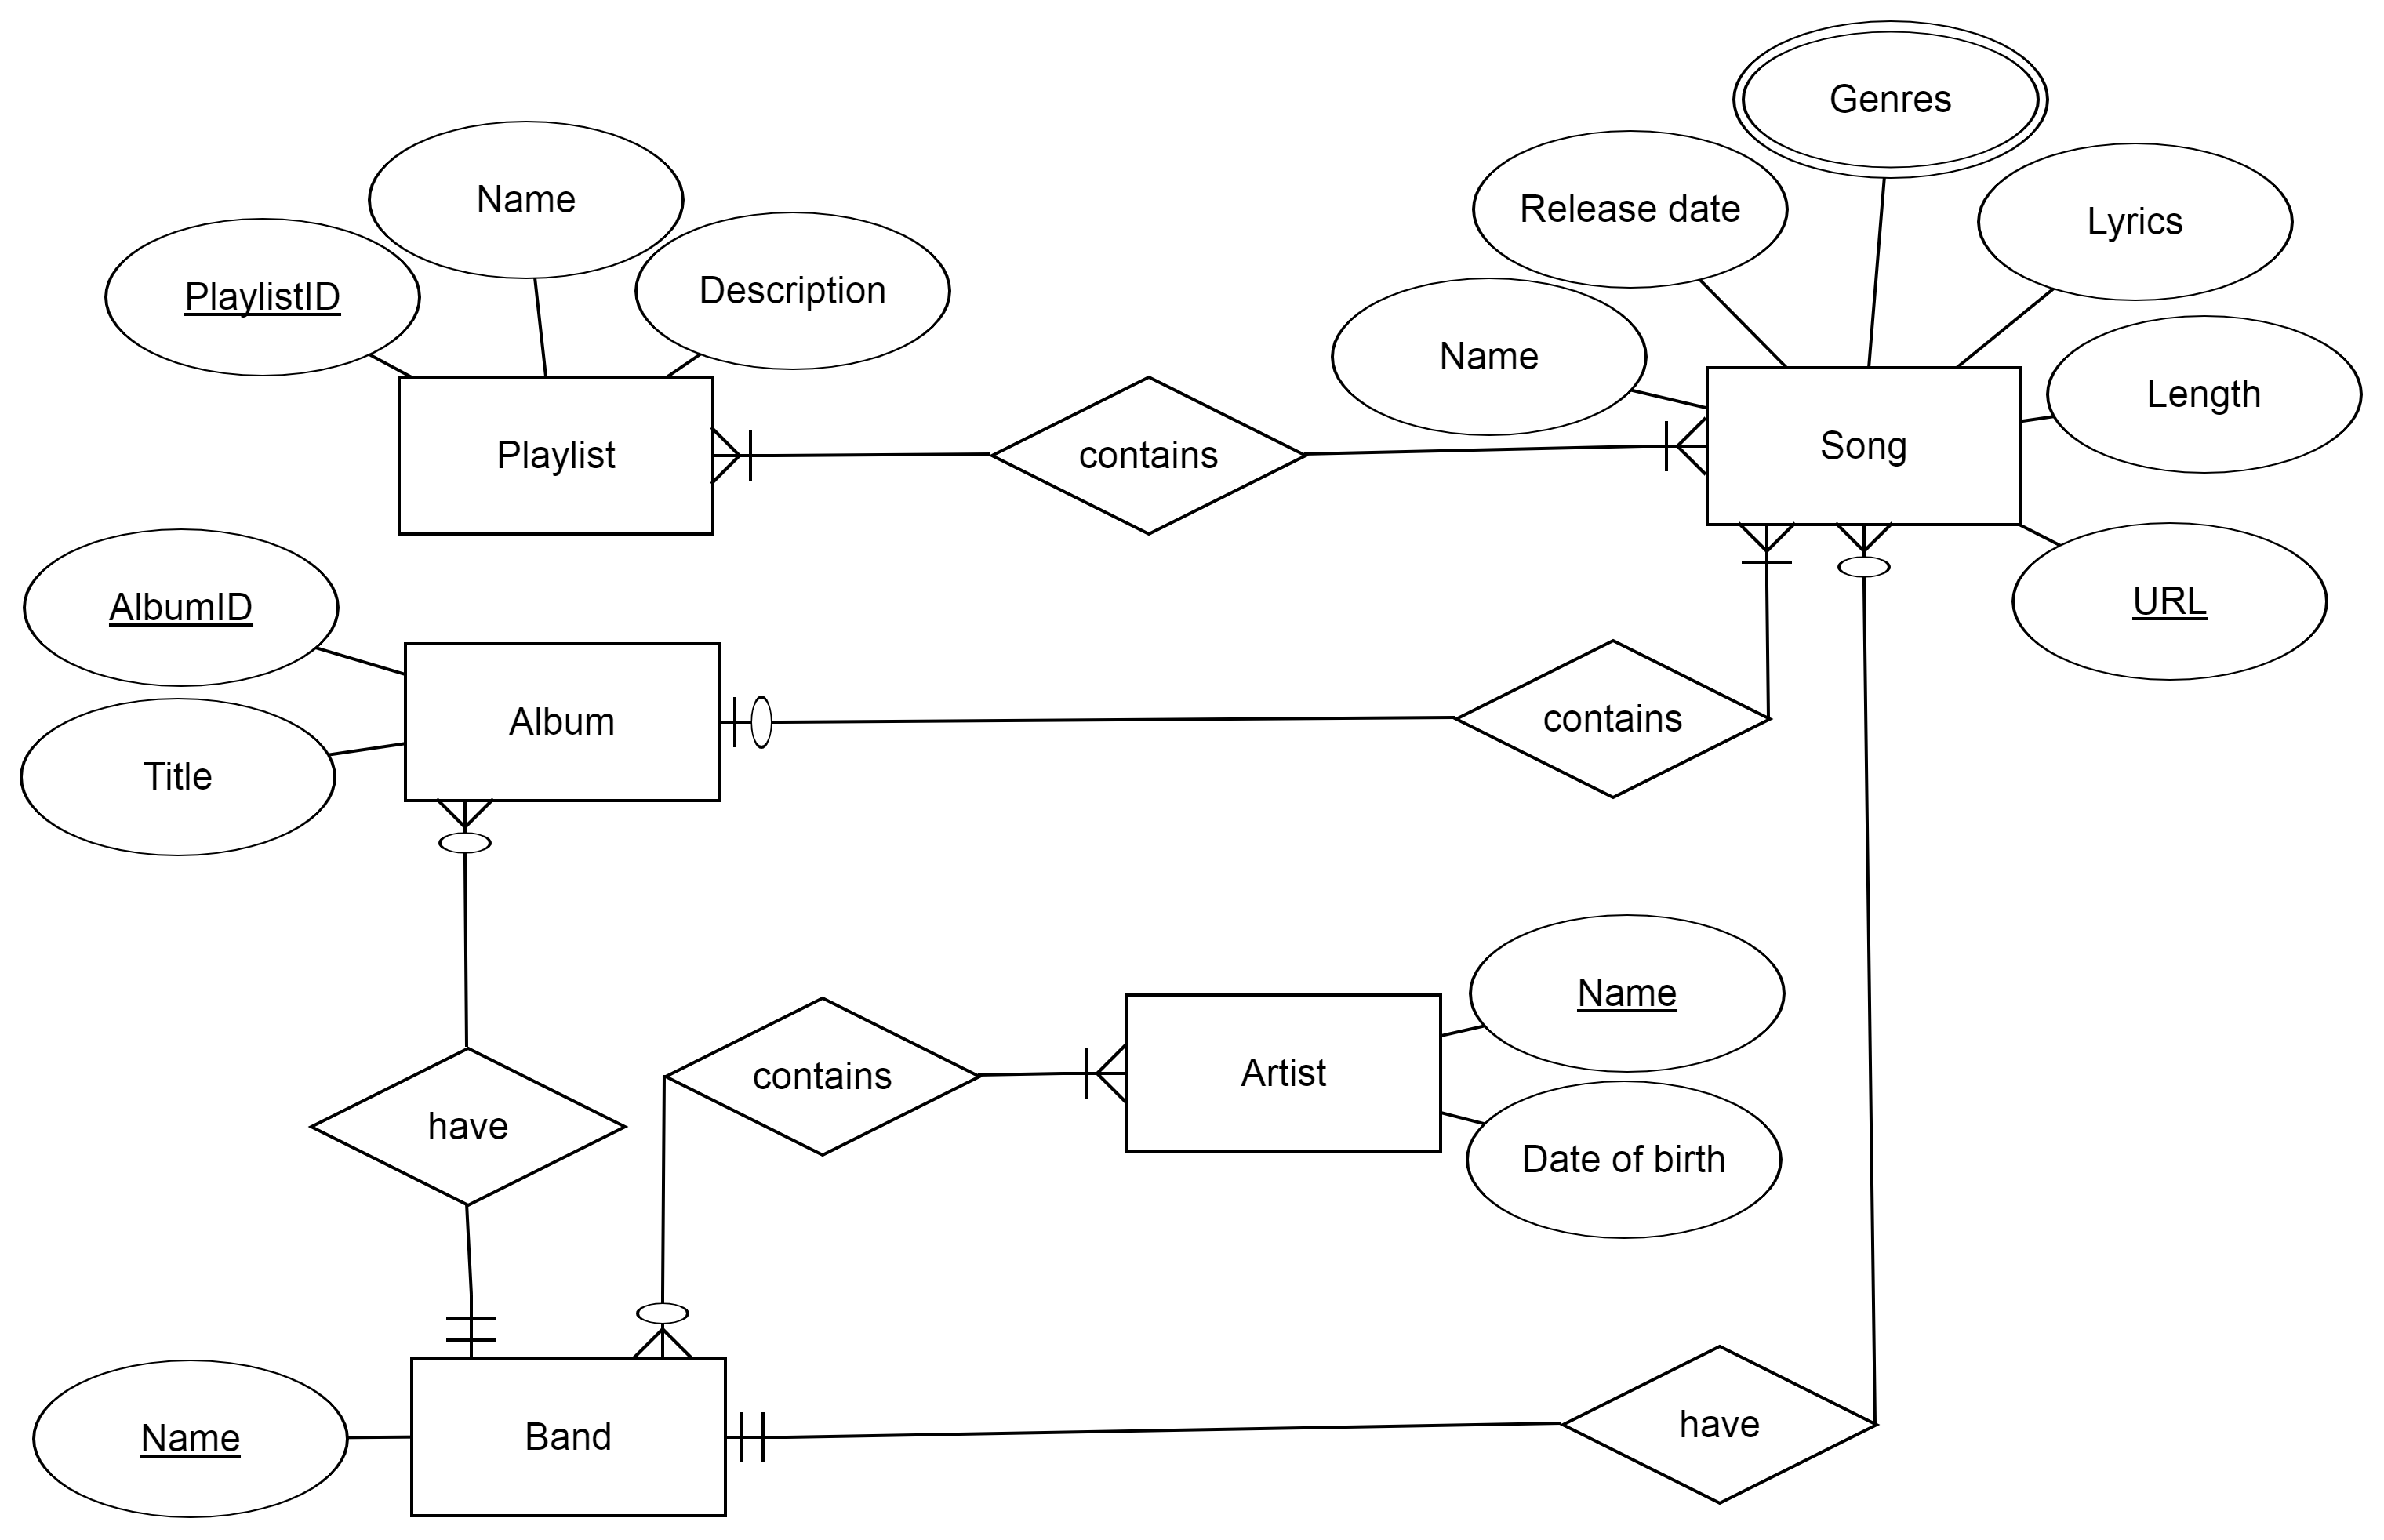 Genres
Name
Release date
Lyrics
PlaylistID
Description
Name
Length
Playlist
contains
Song
AlbumID
URL
Album
contains
Title
Name
contains
Artist
have
Date of birth
Name
Band
have